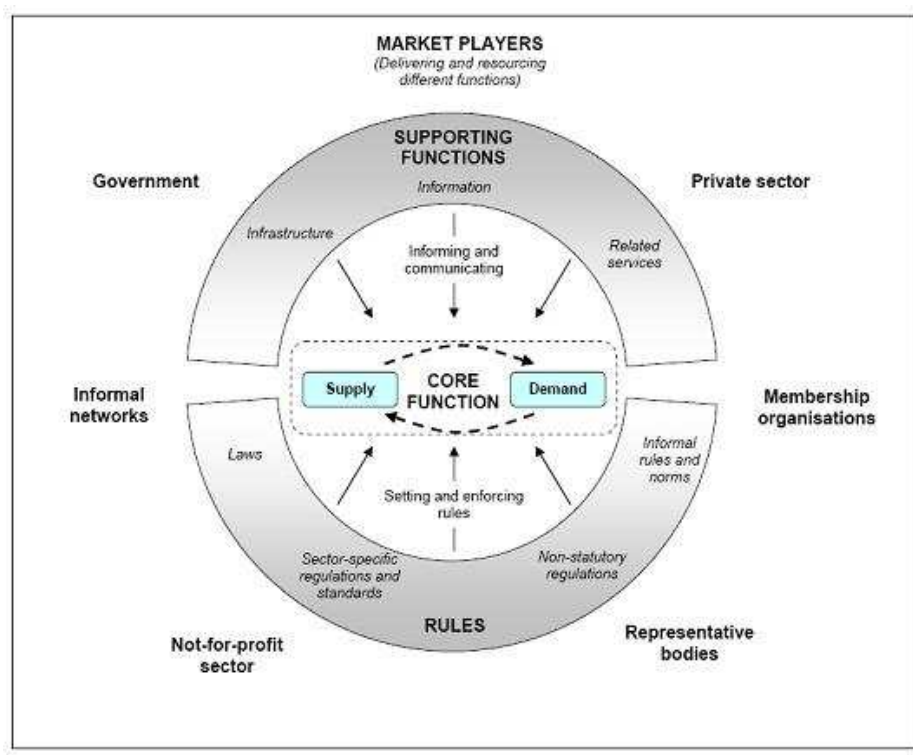 MARKET PLAYERS
(Delivering and resourcing
different functions)
SUPPORTING
FUNCTIONS
Government
Private sector
Information
Infrastructure
Related
services
Informing and
communicating
Supply
CORE
FUNCTION
Demand
Informal
networks
Membership
organisations
Laws
Informal
rules and
norms
Setting and enforcing
rules
Sector-specific
regulations and
standards
Non-statutory
regulations
RULES
Not-for-profit
sector
Representative
bodies